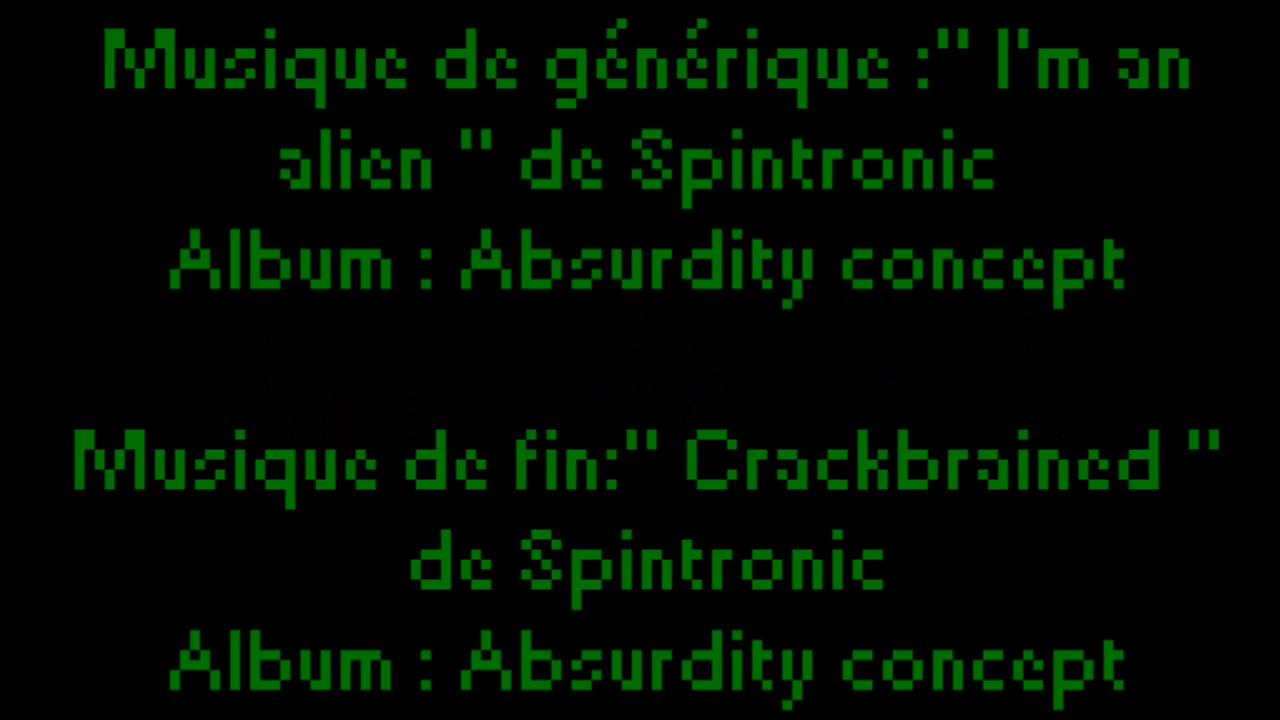 Musique de générique :" I'm an
alien " de Spintronic
Album : Absurdity concept
Musique de fin:" Crackbrained "
de Spintronic
Album : Absurdity concept